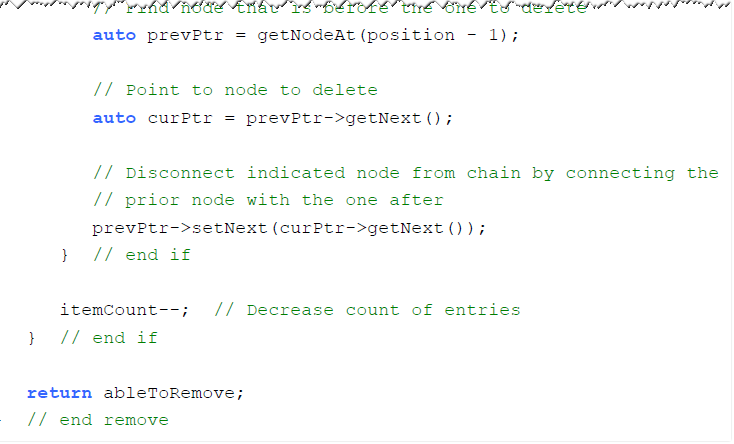 // Find node that is before the one to delete
auto prevPtr = getNodeAt(position - 1);
// Point to node to delete
auto curPtr = prevPtr->getNext();
// Disconnect indicated node from chain by connecting the
// prior node with the one after
prevPtr->setNext(curPtr->getNext());
} // end if
itemCount--; // Decrease count of entries
} // end if
return ableToRemove;
// end remove